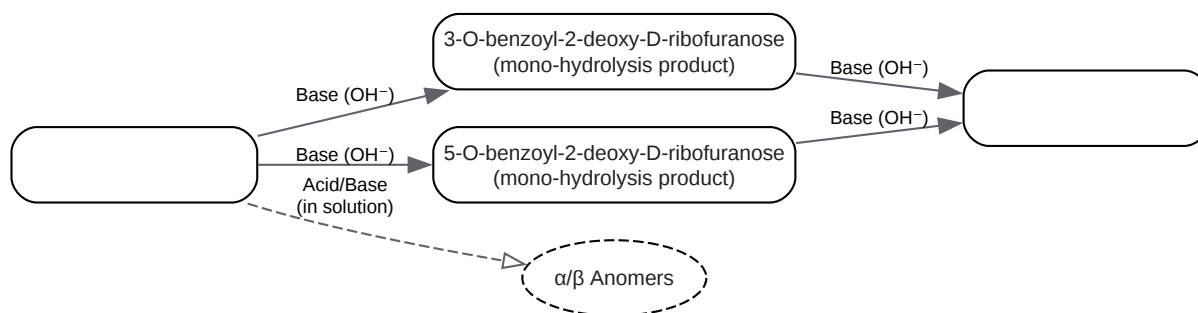 3-O-benzoyl-2-deoxy-D-ribofuranose
(mono-hydrolysis product)
Base (OH⁻)
Base (OH⁻)
Base (OH⁻)
Base (OH⁻)
5-O-benzoyl-2-deoxy-D-ribofuranose
(mono-hydrolysis product)
Acid/Base
(in solution)
α/β Anomers